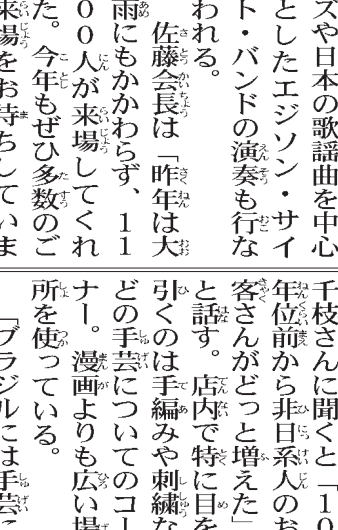 ズや日本の歌謡曲を中心
としたエジソン・サイ
ト・バンドの演奏も行な
われる。
佐藤会長は「昨年は大
雨にもかかわらず、11
00人が来場してくれ
た。今年もぜひ多数のご
来場をお待ちしていま
千枝さんに聞くと「10
年位前から非日系人のお
客さんがどっと増えた」
と話す。店内で特に目を
引くのは手編みや刺繍な
どの手芸についてのコー
ナー。漫画よりも広い場
所を使っている。
「ブラジルには手芸に